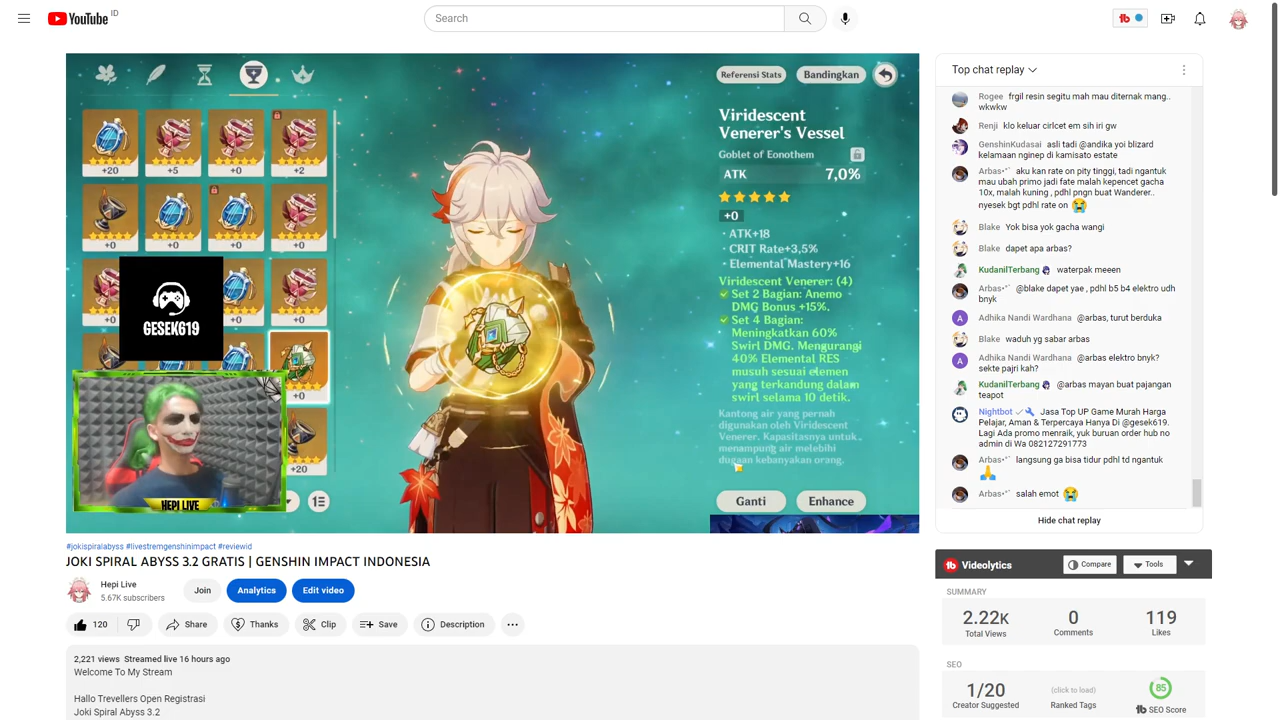 YouTube ID
Search
Referensi Stats
Bandingkan
Viridescent
Venerer's Vessel
Goblet of Eonothem
ATK 7,0%
+0
· ATK+18
· CRIT Rate+3,5%
· Elemental Mastery+16
Viridescent Venerer: (4)
Set 2 Bagian: Anemo
DMG Bonus +15%.
Set 4 Bagian:
Meningkatkan 60%
Swirl DMG. Mengurangi
40% Elemental RES
musuh sesuai elemen
yang terkandung dalam
swirl selama 10 detik.
Kantong air yang pernah
digunakan oleh Viridescent
Venerer. Kapasitasnya untuk
menampung air melebihi
dugaan kebanyakan orang.
Ganti
Enhance
+20
+5
+0
+2
+0
+0
+0
+0
+0
+0
+0
+0
+20
GESEK619
HEPI LIVE
#jokispiralabyss #livestremgenshinimpact #reviewid
JOKI SPIRAL ABYSS 3.2 GRATIS | GENSHIN IMPACT INDONESIA
Hepi Live
5.67K subscribers
Join
Analytics
Edit video
120
Share
Thanks
Clip
Save
Description
2,221 views Streamed live 16 hours ago
Welcome To My Stream
Hallo Trevellers Open Registrasi
Joki Spiral Abyss 3.2
Top chat replay
Rogee frgil resin segitu mah mau diternak mang..
wkwkw
Renji klo keluar cirlcet em sih iri gw
GenshinKudasai asli tadi @andika yoi blizard
kelamaan nginep di kamisato estate
Arbas•°˙ aku kan rate on pity tinggi, tadi ngantuk
mau ubah primo jadi fate malah kepencet gacha
10x, malah kuning , pdhl pngn buat Wanderer..
nyesek bgt pdhl rate on 😭
Blake Yok bisa yok gacha wangi
Blake dapet apa arbas?
KudanilTerbang waterpak meeen
Arbas•°˙ @blake dapet yae , pdhl b5 b4 elektro udh
bnyk
Adhika Nandi Wardhana @arbas, turut berduka
Blake waduh yg sabar arbas
Adhika Nandi Wardhana @arbas elektro bnyk?
sekte pajri kah?
KudanilTerbang @arbas mayan buat pajangan
teapot
Nightbot Jasa Top UP Game Murah Harga
Pelajar, Aman & Terpercaya Hanya Di @gesek619.
Lagi Ada promo menraik, yuk buruan order hub no
admin di Wa 082127291773
Arbas•°˙ langsung ga bisa tidur pdhl td ngantuk
🙏
Arbas•°˙ salah emot 😭
Hide chat replay
tb Videolytics
Compare
Tools
SUMMARY
2.22K
Total Views
0
Comments
119
Likes
SEO
1/20
Creator Suggested
(click to load)
Ranked Tags
85
tb SEO Score